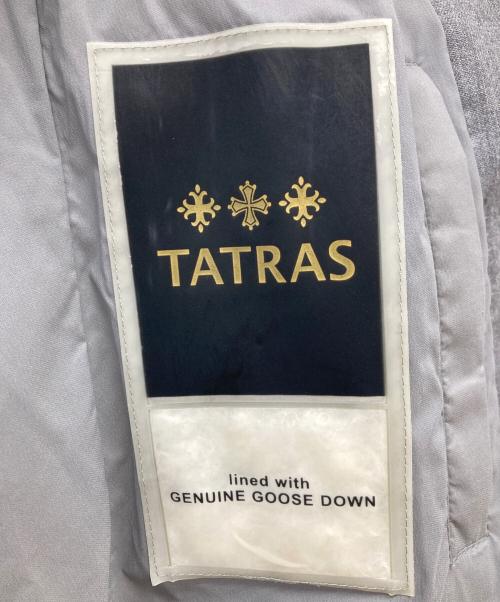 TATRAS
lined with
GENUINE GOOSE DOWN